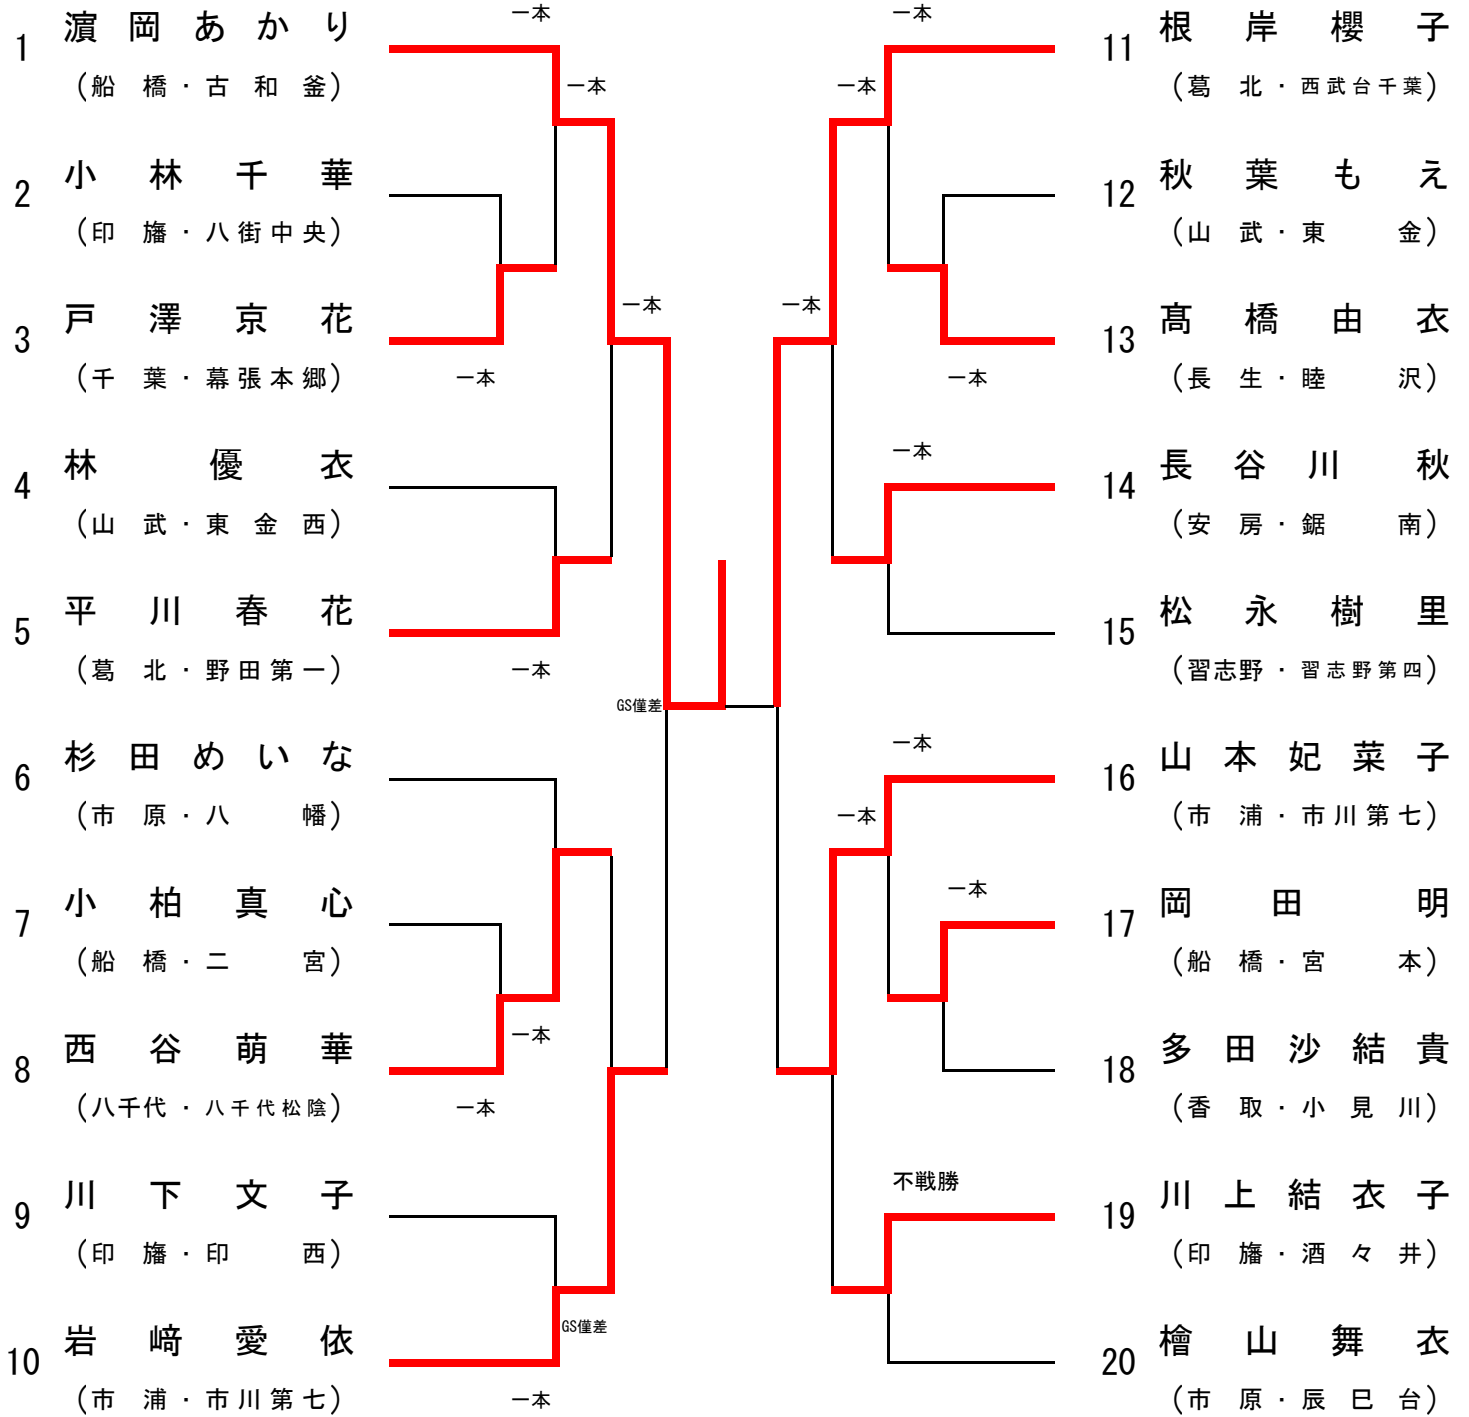 一本
1 濵岡あかり
（船橋・古和釜）
一本
2 小林千華
（印旛・八街中央）
3 戸澤京花
一本
（千葉・幕張本郷）
一本
4 林優衣
（山武・東金西）
5 平川春花
（葛北・野田第一）
一本
GS僅差
6 杉田めいな
（市原・八幡）
7 小柏真心
（船橋・二宮）
一本
8 西谷萌華
（八千代・八千代松陰）
一本
9 川下文子
（印旛・印西）
GS僅差
10 岩﨑愛依
（市浦・市川第七）
一本
一本
11 根岸櫻子
（葛北・西武台千葉）
一本
12 秋葉もえ
（山武・東金）
一本
13 髙橋由衣
（長生・睦沢）
一本
一本
14 長谷川秋
（安房・鋸南）
15 松永樹里
（習志野・習志野第四）
一本
16 山本妃菜子
（市浦・市川第七）
一本
一本
17 岡田明
（船橋・宮本）
18 多田沙結貴
（香取・小見川）
不戦勝
19 川上結衣子
（印旛・酒々井）
20 檜山舞衣
（市原・辰巳台）